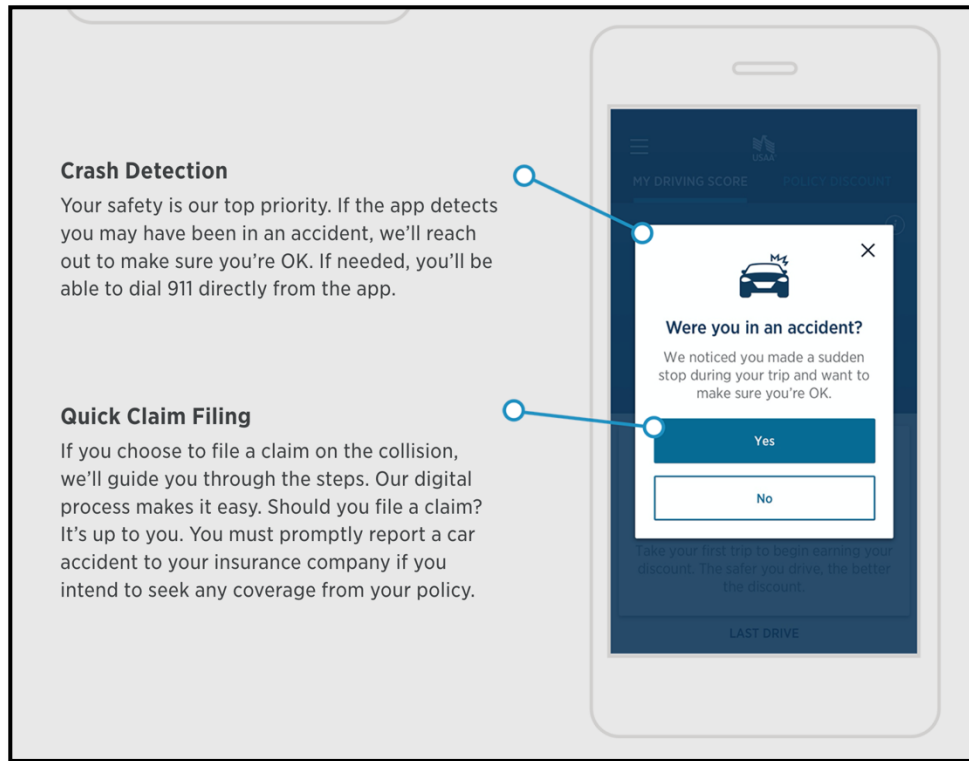 Crash Detection
Your safety is our top priority. If the app detects
you may have been in an accident, we’ll reach
out to make sure you’re OK. If needed, you’ll be
able to dial 911 directly from the app.
Quick Claim Filing
If you choose to file a claim on the collision,
we’ll guide you through the steps. Our digital
process makes it easy. Should you file a claim?
It’s up to you. You must promptly report a car
accident to your insurance company if you
intend to seek any coverage from your policy.
USAA
MY DRIVING SCORE POLICY DISCOUNT
Were you in an accident?
We noticed you made a sudden
stop during your trip and want to
make sure you’re OK.
Yes
No
Take your first trip to begin earning your
discount. The safer you drive, the better
the discount.
LAST DRIVE